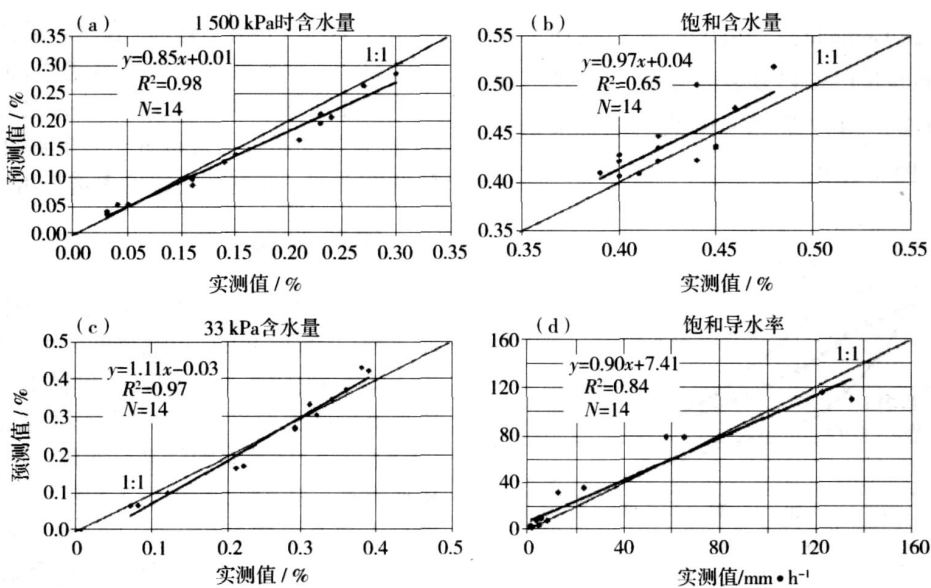 (a) 1 500 kPa时含水量
0.35
0.30
0.25
0.20
0.15
0.10
0.05
0.00
预测值 / %
y=0.85x+0.01
R²=0.98
N=14
1:1
0.00 0.05 0.15 0.15 0.20 0.25 0.30 0.35
实测值 / %
(b) 饱和含水量
0.55
0.50
0.45
0.40
0.35
y=0.97x+0.04
R²=0.65
N=14
1:1
0.35 0.40 0.45 0.50 0.55
实测值 / %
(c) 33 kPa含水量
0.5
0.4
0.3
0.2
0.1
0.0
预测值 / %
y=1.11x-0.03
R²=0.97
N=14
1:1
0 0.1 0.2 0.3 0.4 0.5
实测值 / %
(d) 饱和导水率
160
120
80
40
0
y=0.90x+7.41
R²=0.84
N=14
1:1
0 40 80 120 160
实测值/mm•h⁻¹